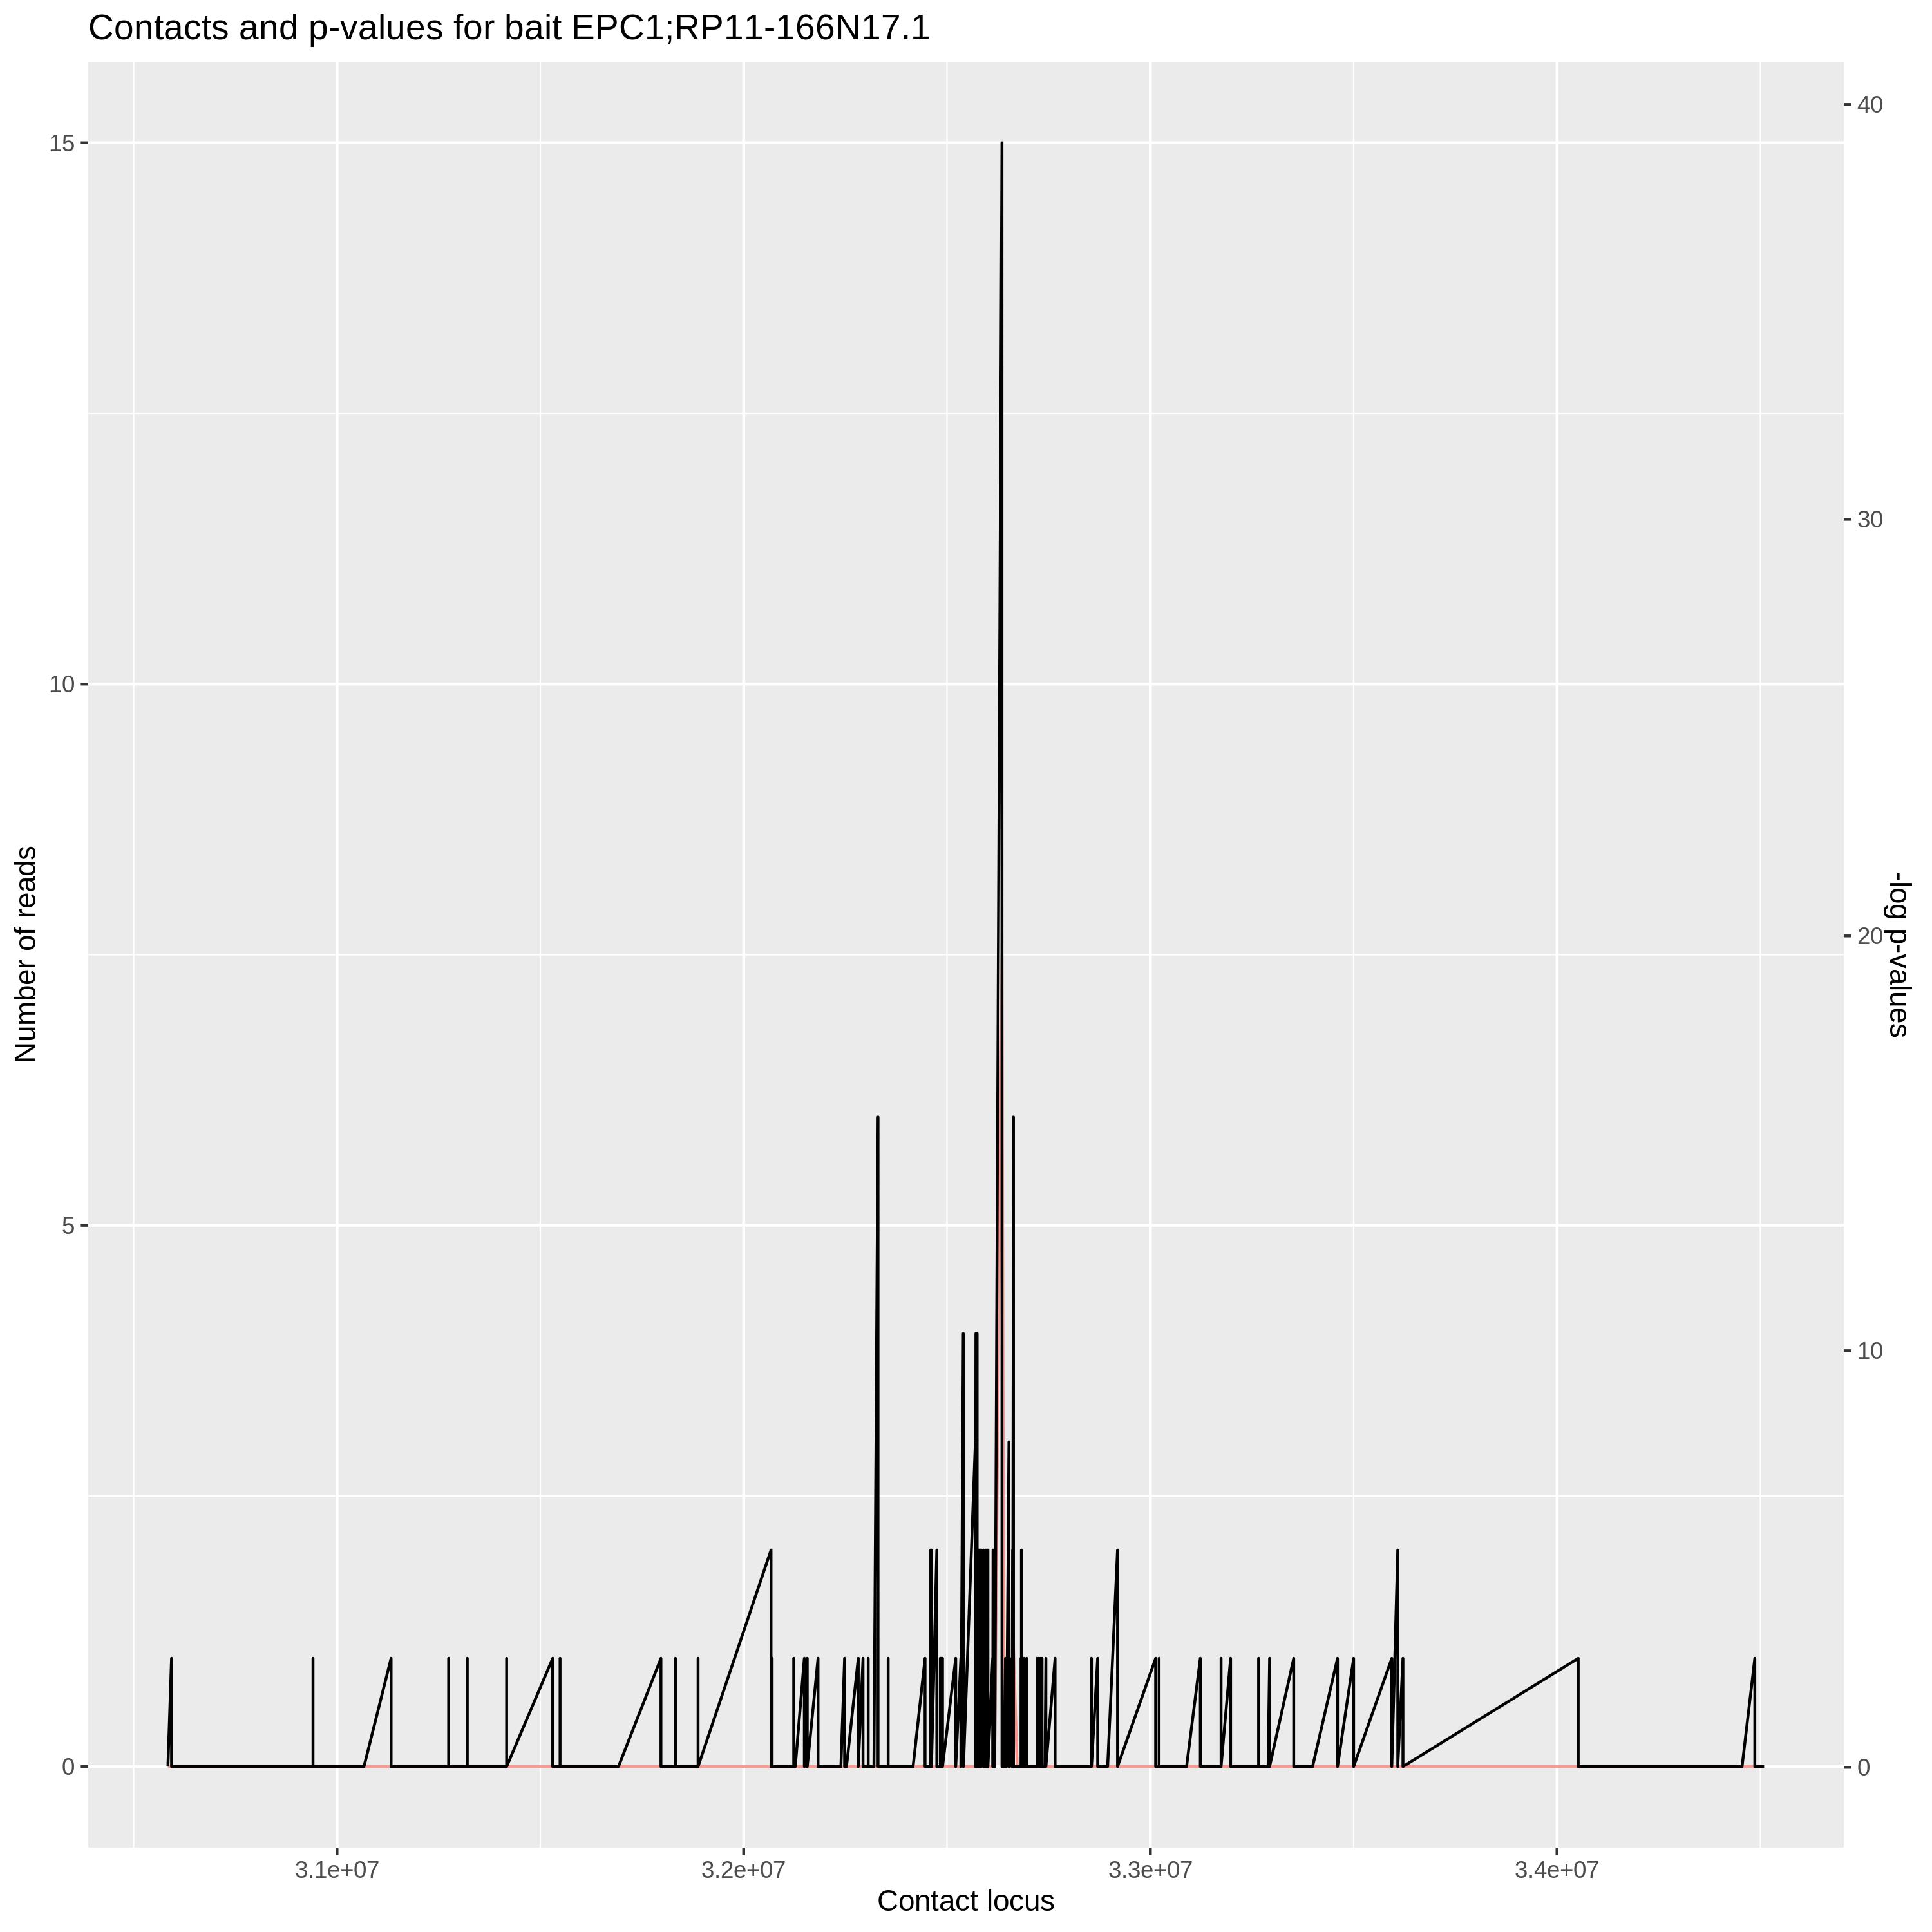 Contacts and p-values for bait EPC1;RP11-166N17.1
15
10
5
0
Number of reads
40
30
20
10
0
-log p-values
3.1e+07 3.2e+07 3.3e+07 3.4e+07
Contact locus